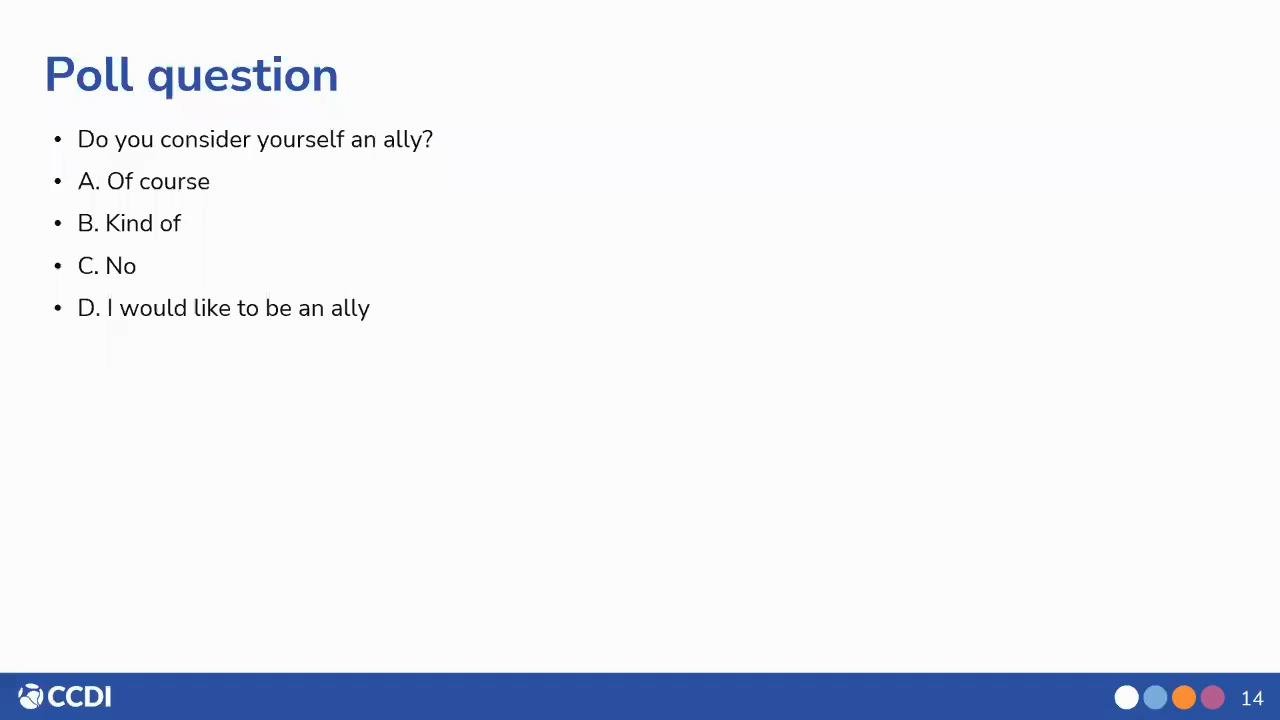 Poll question
• Do you consider yourself an ally?
• A. Of course
• B. Kind of
• C. No
• D. I would like to be an ally
CCDI
14